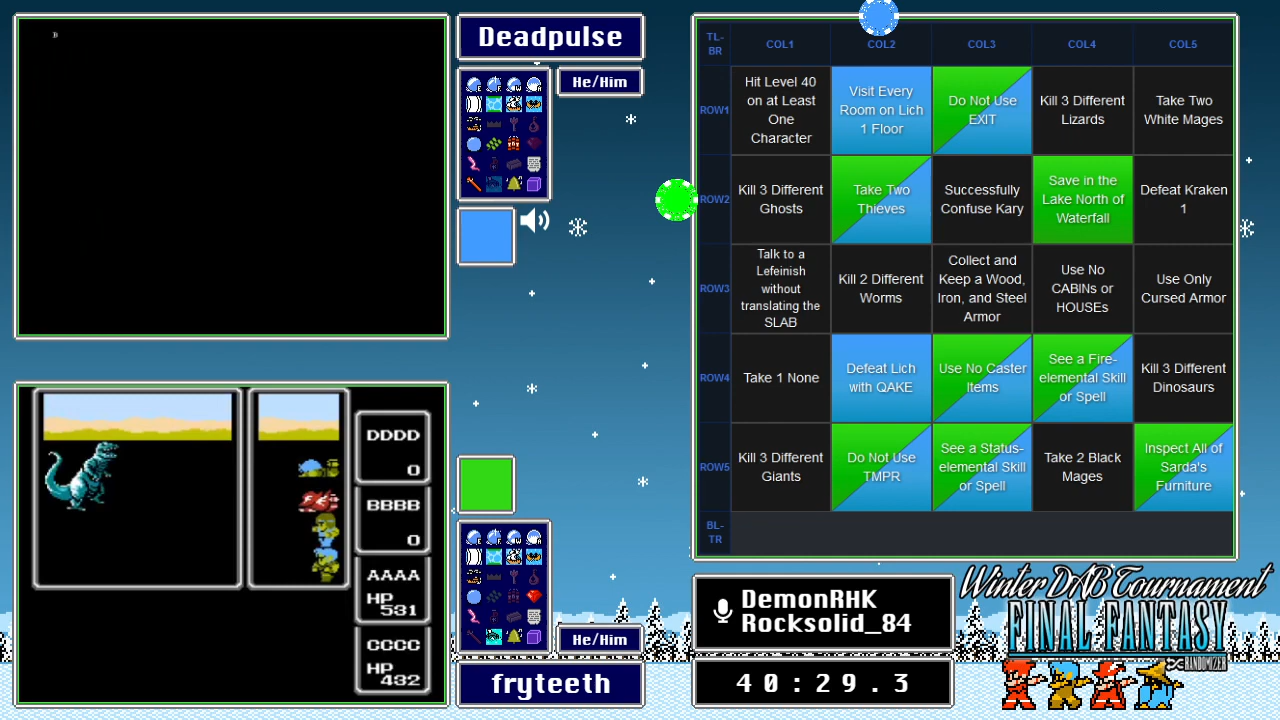 Deadpulse
He/Him
TL-
BR
COL1
COL2
COL3
COL4
COL5
ROW1
Hit Level 40
on at Least
One
Character
Visit Every
Room on Lich
1 Floor
Do Not Use
EXIT
Kill 3 Different
Lizards
Take Two
White Mages
ROW2
Kill 3 Different
Ghosts
Take Two
Thieves
Successfully
Confuse Kary
Save in the
Lake North of
Waterfall
Defeat Kraken
1
ROW3
Talk to a
Lefeinish
without
translating the
SLAB
Kill 2 Different
Worms
Collect and
Keep a Wood,
Iron, and Steel
Armor
Use No
CABINs or
HOUSEs
Use Only
Cursed Armor
ROW4
Take 1 None
Defeat Lich
with QAKE
Use No Caster
Items
See a Fire-
elemental Skill
or Spell
Kill 3 Different
Dinosaurs
ROW5
Kill 3 Different
Giants
Do Not Use
TMPR
See a Status-
elemental Skill
or Spell
Take 2 Black
Mages
Inspect All of
Sarda's
Furniture
BL-
TR
DDDD
0
BBBB
0
AAAA
HP
531
CCCC
HP
432
He/Him
fryteeth
DemonRHK
Rocksolid_84
40:29.3
Winter DAB Tournament
FINAL FANTASY
RANDOMIZER